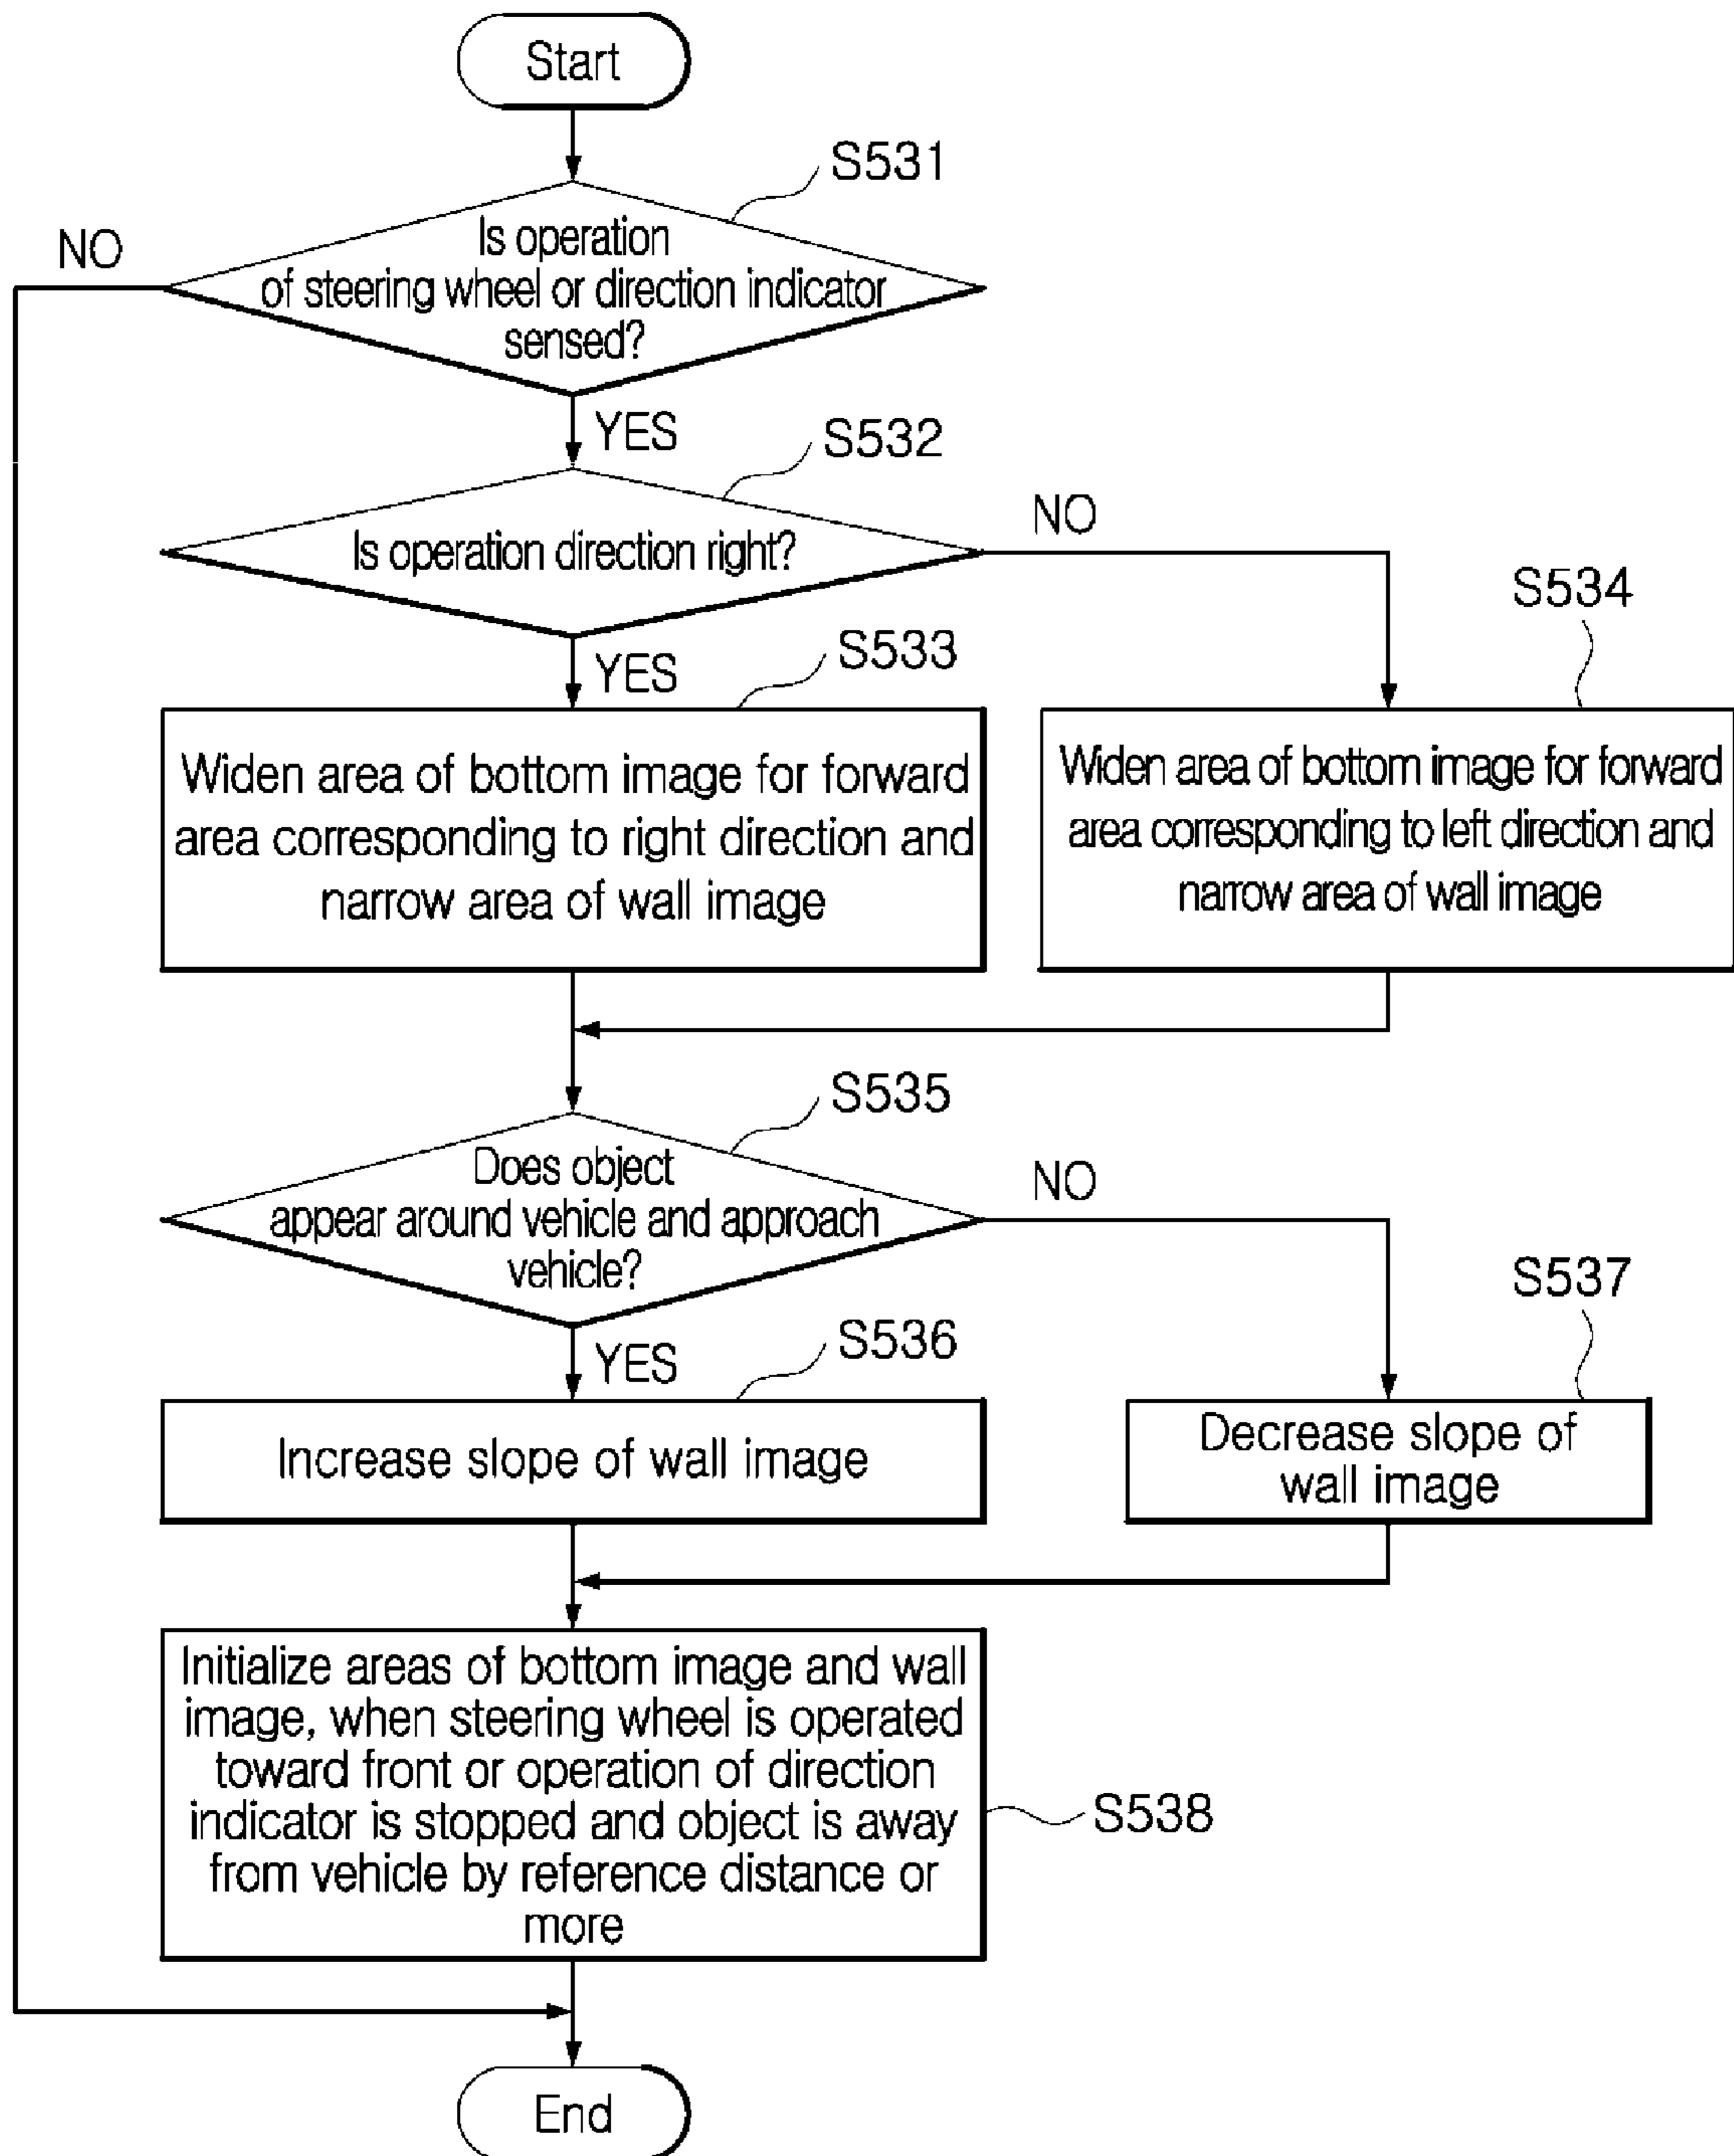 Start
S531
NO
Is operation
of steering wheel or direction indicator
sensed?
YES
S532
NO
Is operation direction right?
S534
YES
S533
Widen area of bottom image for forward
area corresponding to right direction and
narrow area of wall image
Widen area of bottom image for forward
area corresponding to left direction and
narrow area of wall image
S535
Does object
appear around vehicle and approach
vehicle?
NO
S537
YES
S536
Increase slope of wall image
Decrease slope of
wall image
Initialize areas of bottom image and wall
image, when steering wheel is operated
toward front or operation of direction
indicator is stopped and object is away
from vehicle by reference distance or
more
S538
End